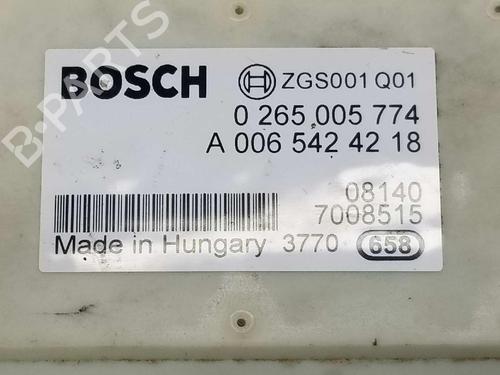 B-PARTS
BOSCH ZGS001 Q01
0 265 005 774
A 006 542 42 18
08140
7008515
Made in Hungary 3770 658